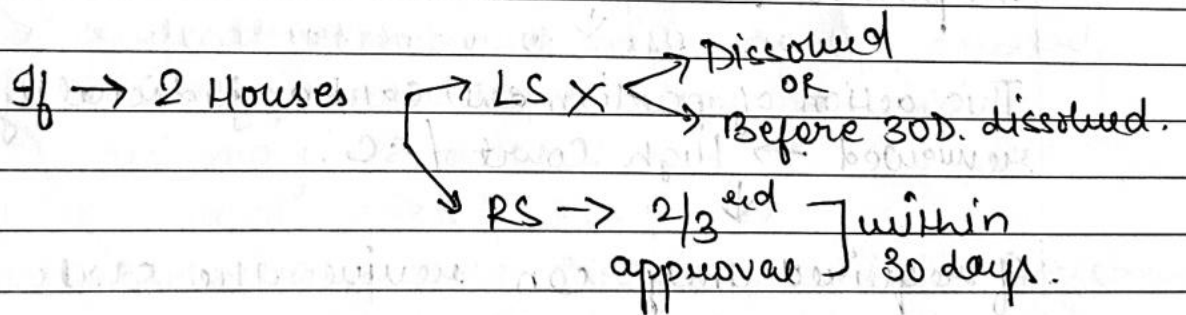 If → 2 Houses → LS X → Dissolved
OR
→ Before 30D. dissolved.
→ RS → 2/3rd approval ] within 30 days.